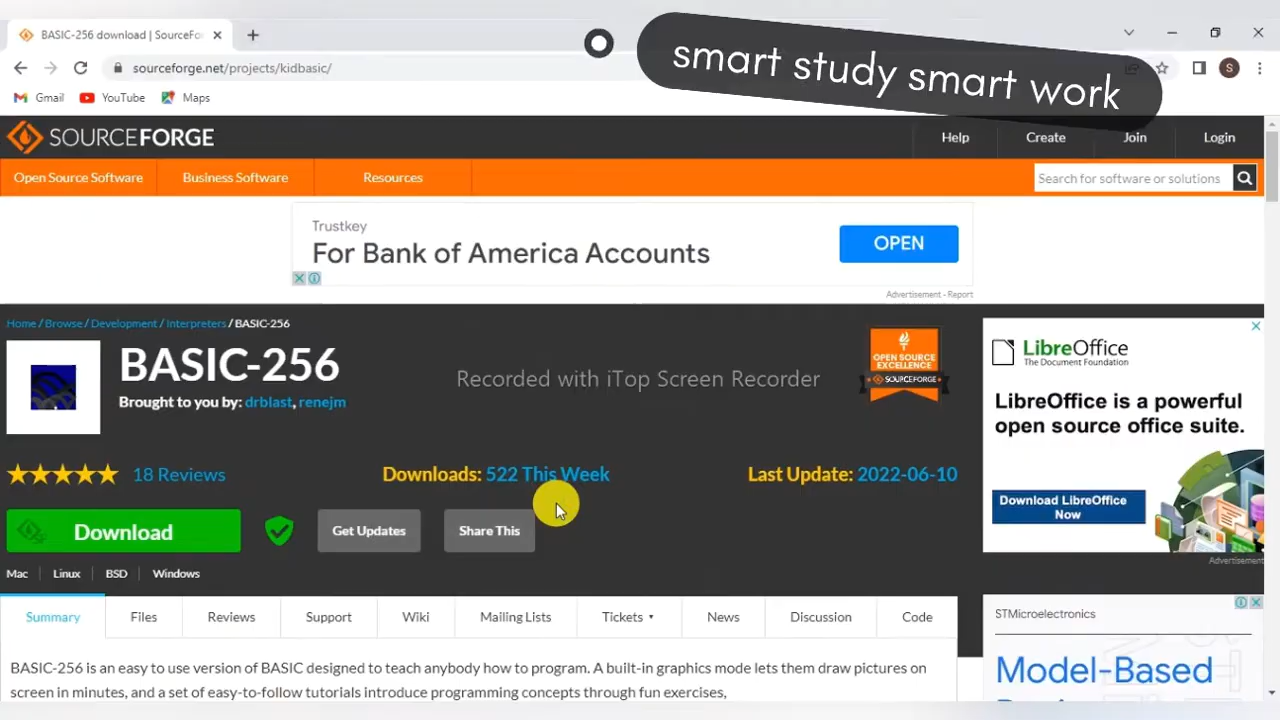 BASIC-256 download | SourceFo
smart study smart work
sourceforge.net/projects/kidbasic/
S
Gmail
YouTube
Maps
SOURCEFORGE
Help
Create
Join
Login
Open Source Software
Business Software
Resources
Search for software or solutions
Trustkey
For Bank of America Accounts
OPEN
Advertisement - Report
Home / Browse / Development / Interpreters / BASIC-256
BASIC-256
Brought to you by: drblast, renejm
Recorded with iTop Screen Recorder
OPEN SOURCE
EXCELLENCE
SOURCEFORGE
LibreOffice
The Document Foundation
LibreOffice is a powerful
open source office suite.
Download LibreOffice
Now
Advertisement
18 Reviews
Downloads: 522 This Week
Last Update: 2022-06-10
Download
Get Updates
Share This
Mac
Linux
BSD
Windows
Summary
Files
Reviews
Support
Wiki
Mailing Lists
Tickets
News
Discussion
Code
STMicroelectronics
Model-Based
BASIC-256 is an easy to use version of BASIC designed to teach anybody how to program. A built-in graphics mode lets them draw pictures on
screen in minutes, and a set of easy-to-follow tutorials introduce programming concepts through fun exercises,